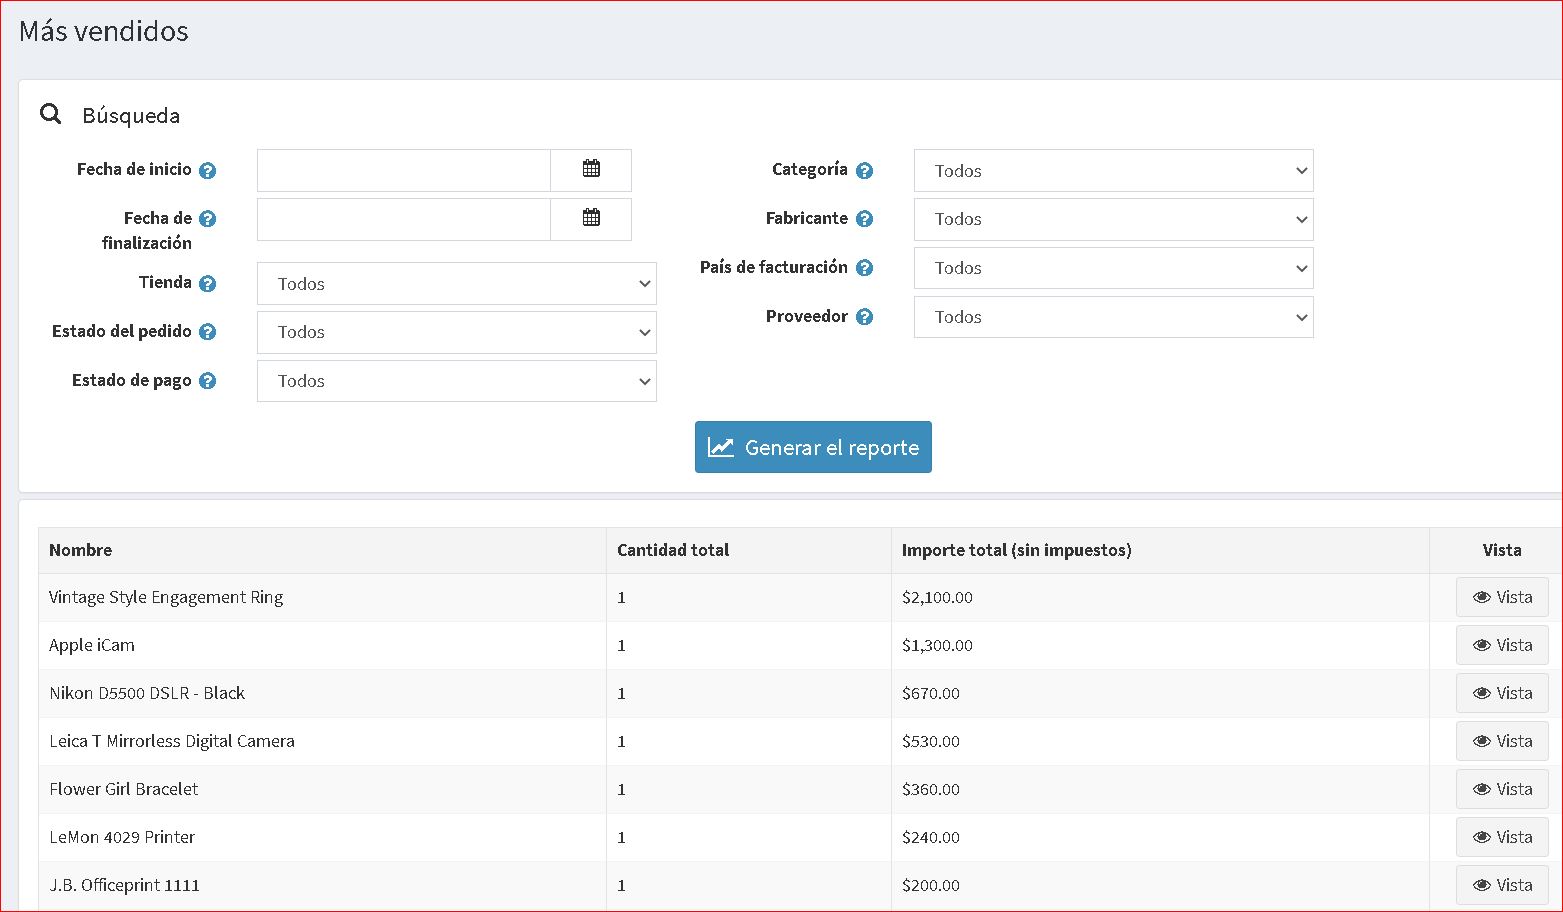 Más vendidos
Búsqueda
Fecha de inicio
Fecha de
finalización
Tienda
Todos
Estado del pedido
Todos
Estado de pago
Todos
Categoría
Todos
Fabricante
Todos
País de facturación
Todos
Proveedor
Todos
Generar el reporte
Nombre Cantidad total Importe total (sin impuestos) Vista
Vintage Style Engagement Ring 1 $2,100.00 Vista
Apple iCam 1 $1,300.00 Vista
Nikon D5500 DSLR - Black 1 $670.00 Vista
Leica T Mirrorless Digital Camera 1 $530.00 Vista
Flower Girl Bracelet 1 $360.00 Vista
LeMon 4029 Printer 1 $240.00 Vista
J.B. Officeprint 1111 1 $200.00 Vista